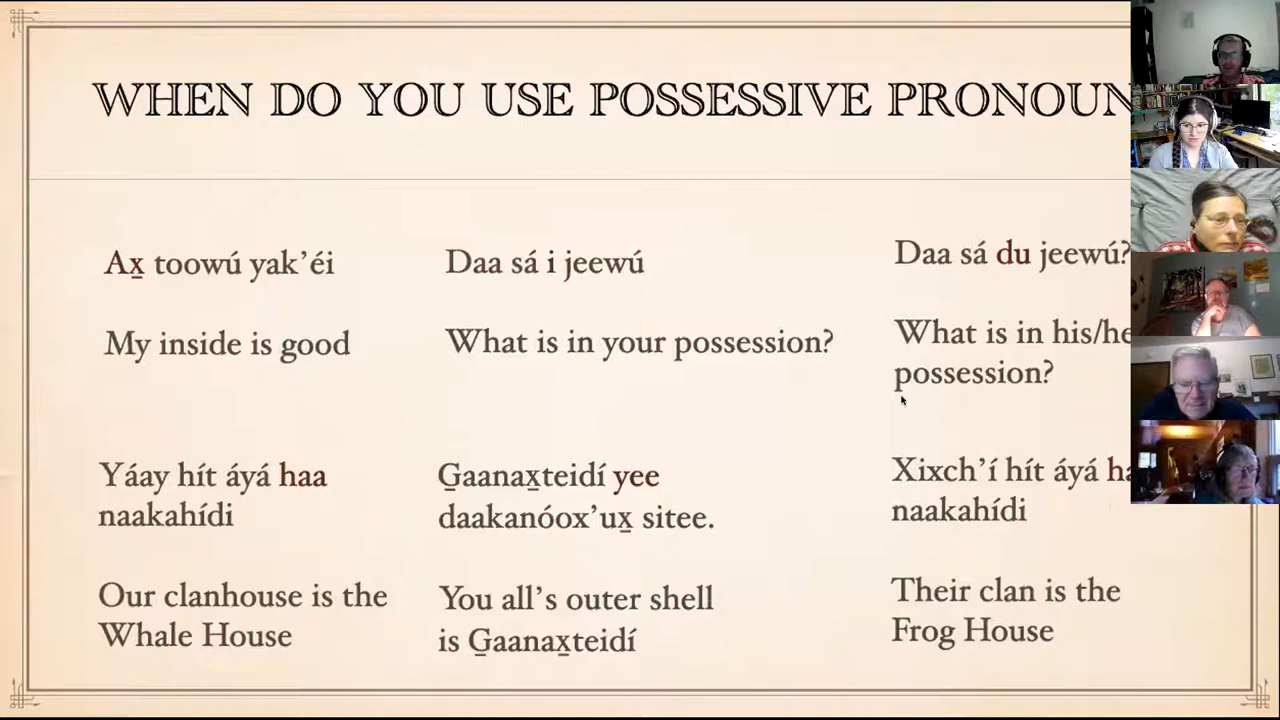 WHEN DO YOU USE POSSESSIVE PRONOUN
Ax̲ toowú yak’éi
My inside is good
Daa sá i jeewú
What is in your possession?
Daa sá du jeewú?
What is in his/he
possession?
Yáay hít áyá haa
naakahídi
Our clanhouse is the
Whale House
G̲aanax̲teidí yee
daakanóox’ux̲ sitee.
You all’s outer shell
is G̲aanax̲teidí
Xixch’í hít áyá ha
naakahídi
Their clan is the
Frog House